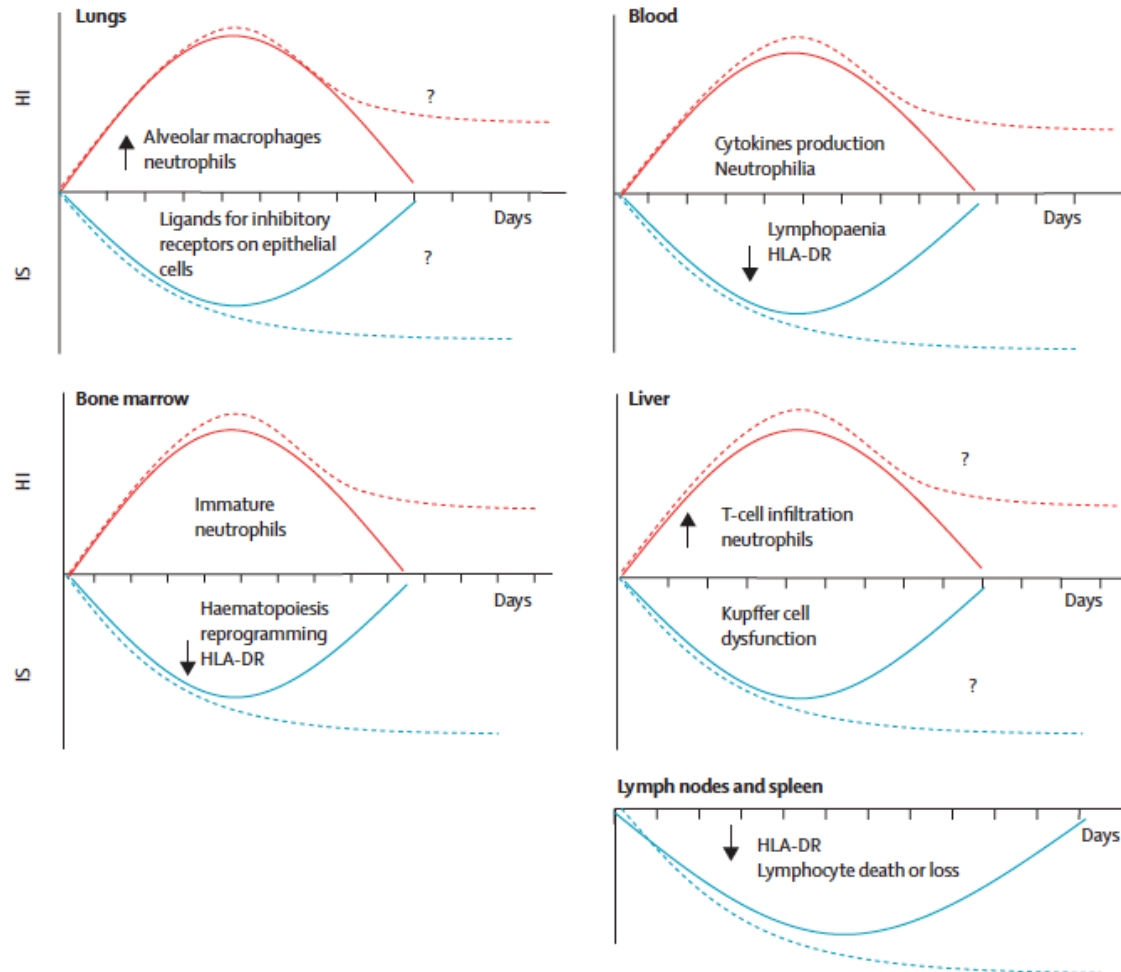 Lungs
HI
?
Alveolar macrophages
neutrophils
Days
Ligands for inhibitory
receptors on epithelial
cells
?
IS
Blood
Cytokines production
Neutrophilia
Days
Lymphopaenia
HLA-DR
Bone marrow
HI
Immature
neutrophils
Days
Haematopoiesis
reprogramming
HLA-DR
IS
Liver
?
T-cell infiltration
neutrophils
Days
Kupffer cell
dysfunction
?
Lymph nodes and spleen
Days
HLA-DR
Lymphocyte death or loss